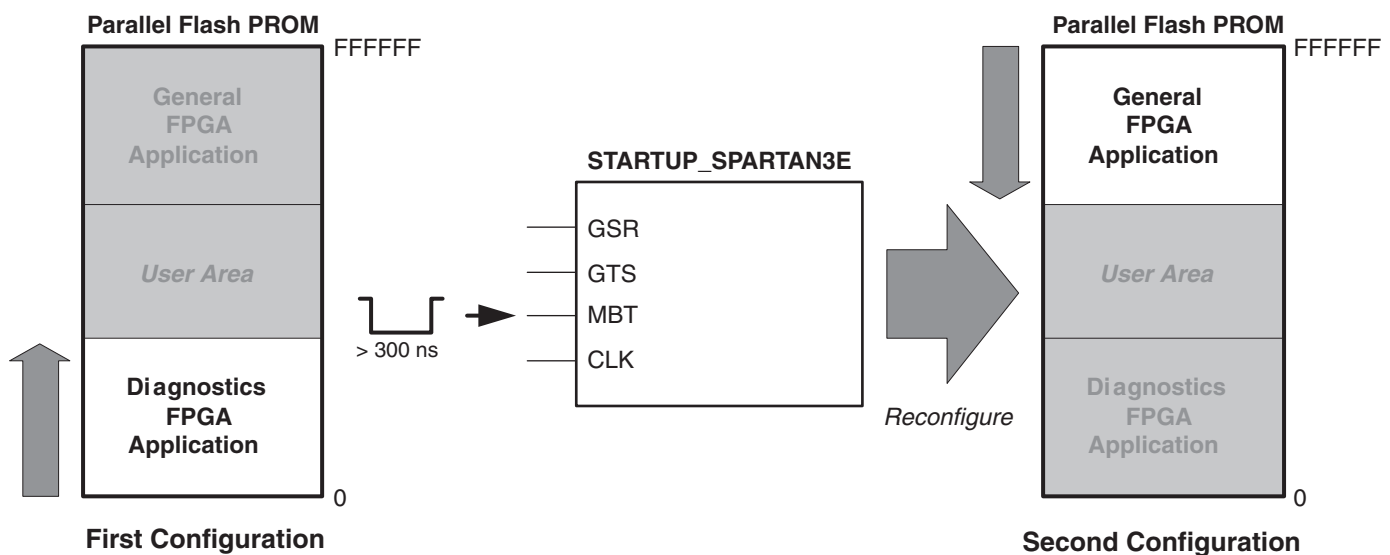 Parallel Flash PROM
FFFFFF
General
FPGA
Application
User Area
Diagnostics
FPGA
Application
0
First Configuration
> 300 ns
STARTUP_SPARTAN3E
GSR
GTS
MBT
CLK
Reconfigure
Parallel Flash PROM
FFFFFF
General
FPGA
Application
User Area
Diagnostics
FPGA
Application
0
Second Configuration